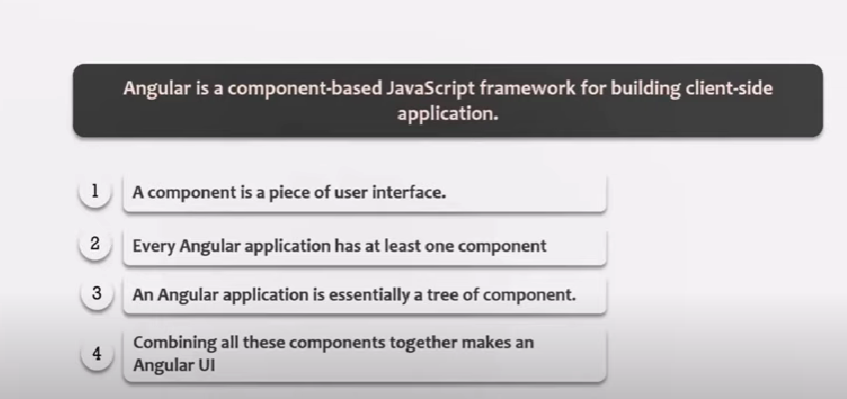 Angular is a component-based JavaScript framework for building client-side
application.
1 A component is a piece of user interface.
2 Every Angular application has at least one component
3 An Angular application is essentially a tree of component.
4 Combining all these components together makes an
Angular UI